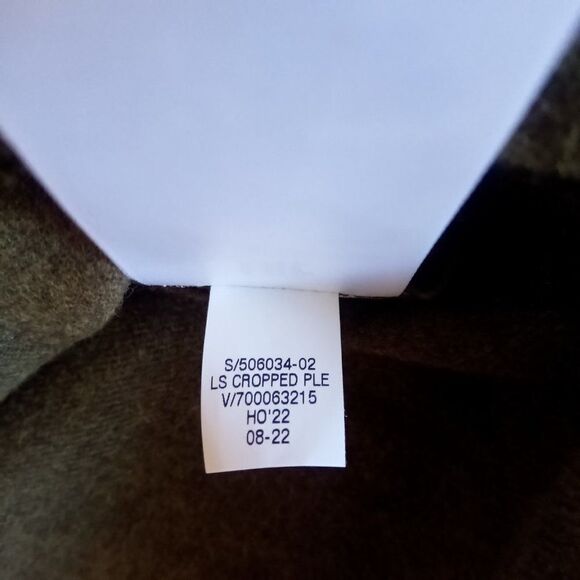 S/506034-02
LS CROPPED PLE
V/700063215
HO'22
08-22